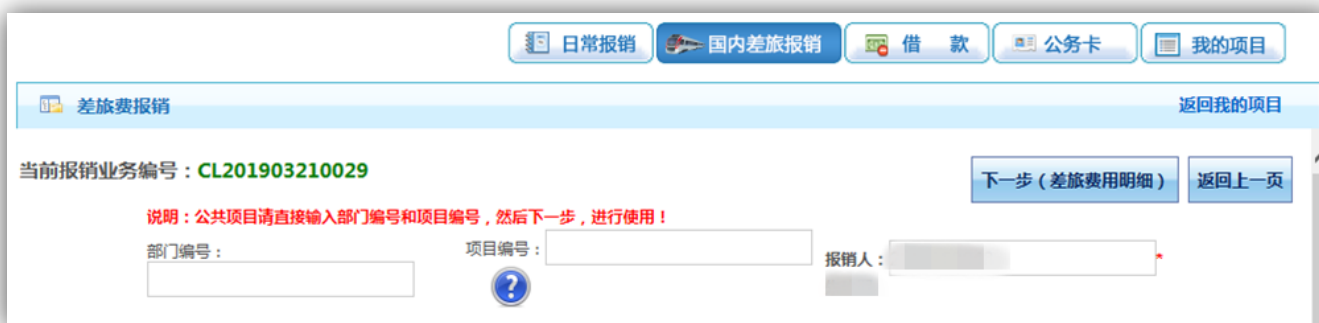 日常报销 国内差旅报销 借 款 公务卡 我的项目
差旅费报销 返回我的项目
当前报销业务编号：CL201903210029 下一步（差旅费用明细） 返回上一页
说明：公共项目请直接输入部门编号和项目编号，然后下一步，进行使用！
部门编号： 项目编号： 报销人： *